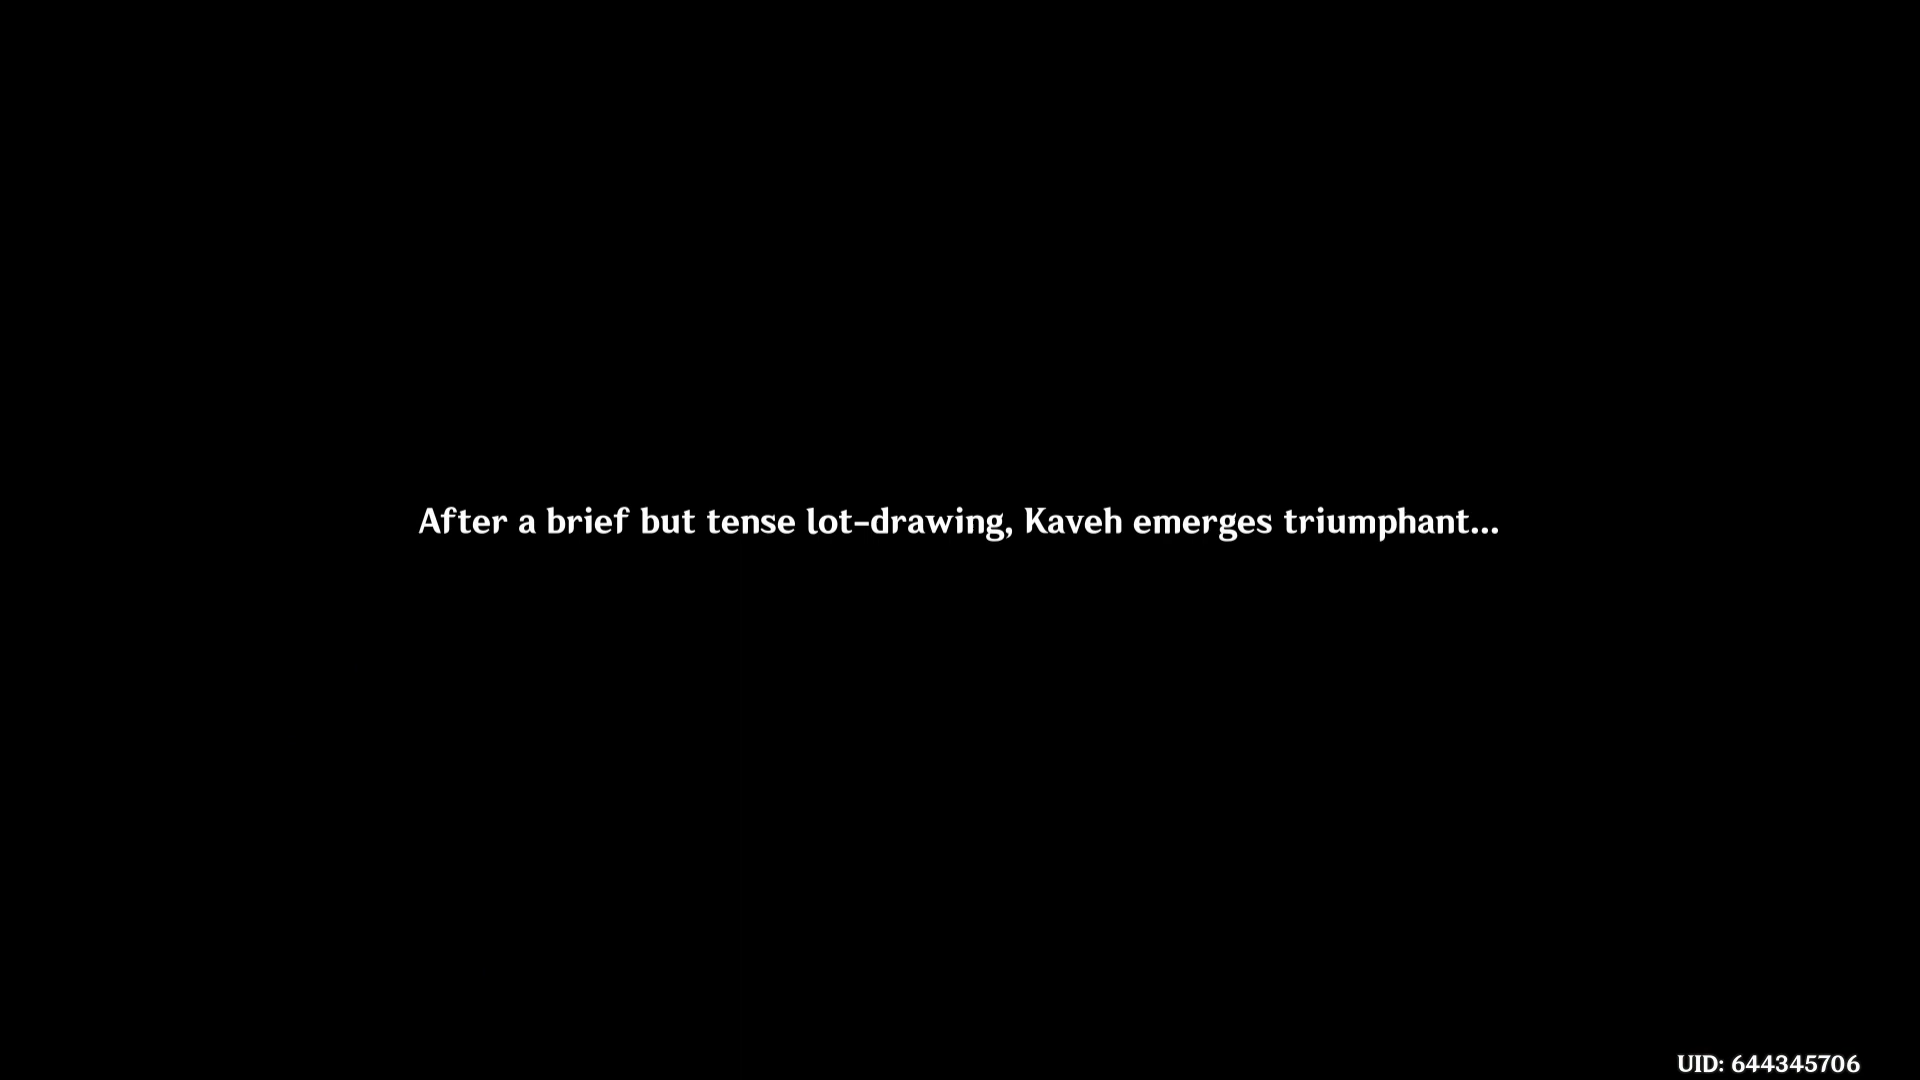 After a brief but tense lot-drawing, Kaveh emerges triumphant...
UID: 644345706